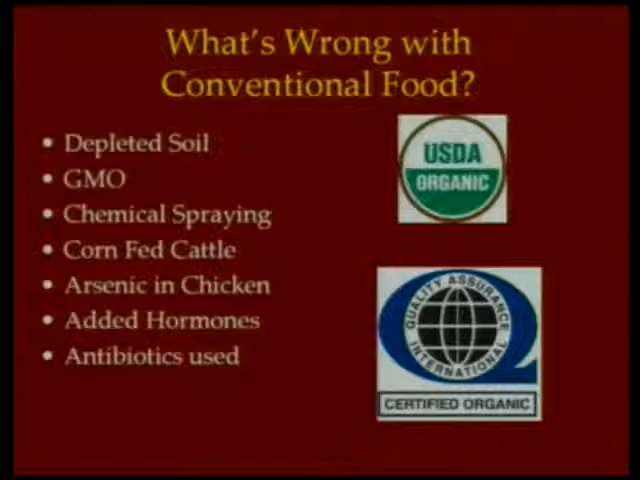 What's Wrong with
Conventional Food?
• Depleted Soil
• GMO
• Chemical Spraying
• Corn Fed Cattle
• Arsenic in Chicken
• Added Hormones
• Antibiotics used
USDA
ORGANIC
QUALITY ASSURANCE
INTERNATIONAL
CERTIFIED ORGANIC